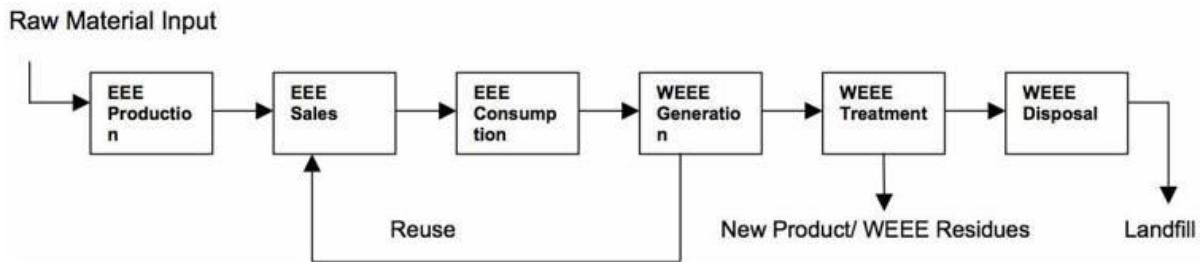 Raw Material Input
EEE
Productio
n
EEE
Sales
EEE
Consump
tion
WEEE
Generatio
n
WEEE
Treatment
WEEE
Disposal
Reuse
New Product/ WEEE Residues
Landfill